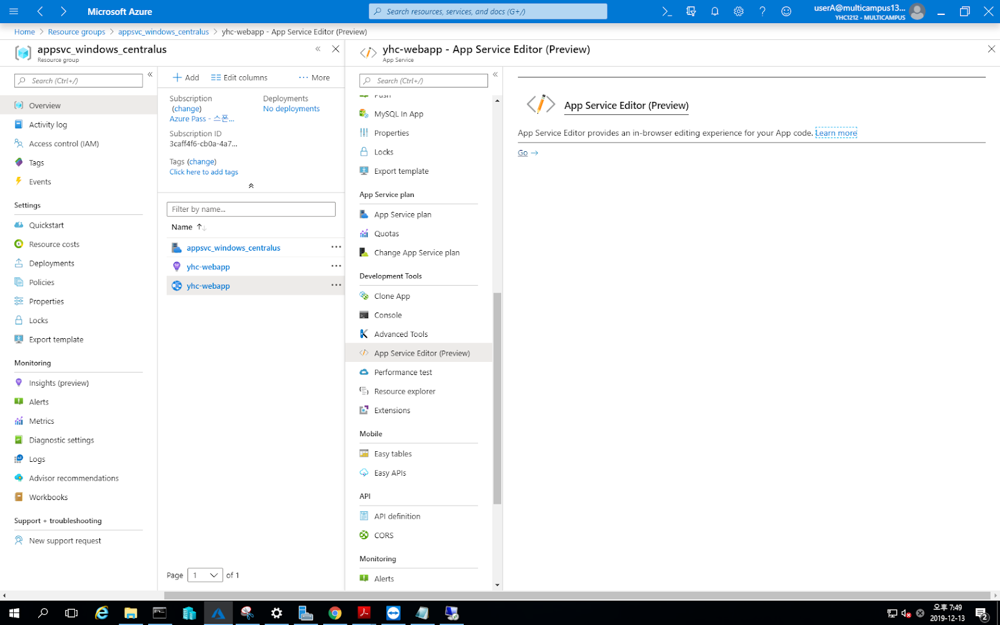 Microsoft Azure
Search resources, services, and docs (G+/)
userA@multicampus13...
YHC1212 - MULTICAMPUS
Home > Resource groups > appsvc_windows_centralus > yhc-webapp - App Service Editor (Preview)
appsvc_windows_centralus
Resource group
Search (Ctrl+/)
Overview
Activity log
Access control (IAM)
Tags
Events
Settings
Quickstart
Resource costs
Deployments
Policies
Properties
Locks
Export template
Monitoring
Insights (preview)
Alerts
Metrics
Diagnostic settings
Logs
Advisor recommendations
Workbooks
Support + troubleshooting
New support request
Add
Edit columns
More
Subscription
(change)
Azure Pass - 스폰...
Deployments
No deployments
Subscription ID
3caff4f6-cb0a-4a7...
Tags (change)
Click here to add tags
Filter by name...
Name
appsvc_windows_centralus
yhc-webapp
yhc-webapp
Page 1 of 1
yhc-webapp - App Service Editor (Preview)
App Service
Search (Ctrl+/)
Push
MySQL In App
Properties
Locks
Export template
App Service plan
App Service plan
Quotas
Change App Service plan
Development Tools
Clone App
Console
Advanced Tools
App Service Editor (Preview)
Performance test
Resource explorer
Extensions
Mobile
Easy tables
Easy APIs
API
API definition
CORS
Monitoring
Alerts
App Service Editor (Preview)
App Service Editor provides an in-browser editing experience for your App code. Learn more
Go →
오후 7:49
2019-12-13
2